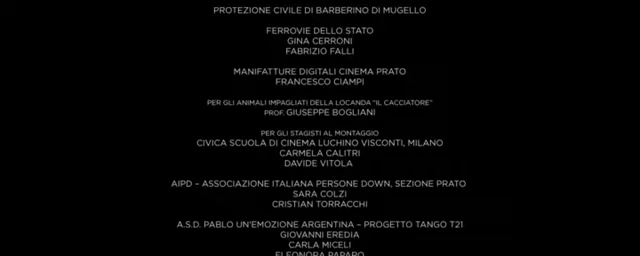 PROTEZIONE CIVILE DI BARBERINO DI MUGELLO
FERROVIE DELLO STATO
GINA CERRONI
FABRIZIO FALLI
MANIFATTURE DIGITALI CINEMA PRATO
FRANCESCO CIAMPI
PER GLI ANIMALI IMPAGLIATI DELLA LOCANDA "IL CACCIATORE"
PROF. GIUSEPPE BOGLIANI
PER GLI STAGISTI AL MONTAGGIO
CIVICA SCUOLA DI CINEMA LUCHINO VISCONTI, MILANO
CARMELA CALITRI
DAVIDE VITOLA
AIPD – ASSOCIAZIONE ITALIANA PERSONE DOWN, SEZIONE PRATO
SARA COLZI
CRISTIAN TORRACCHI
A.S.D. PABLO UN'EMOZIONE ARGENTINA – PROGETTO TANGO T21
GIOVANNI EREDIA
CARLA MICELI
ELEONORA PAPARO